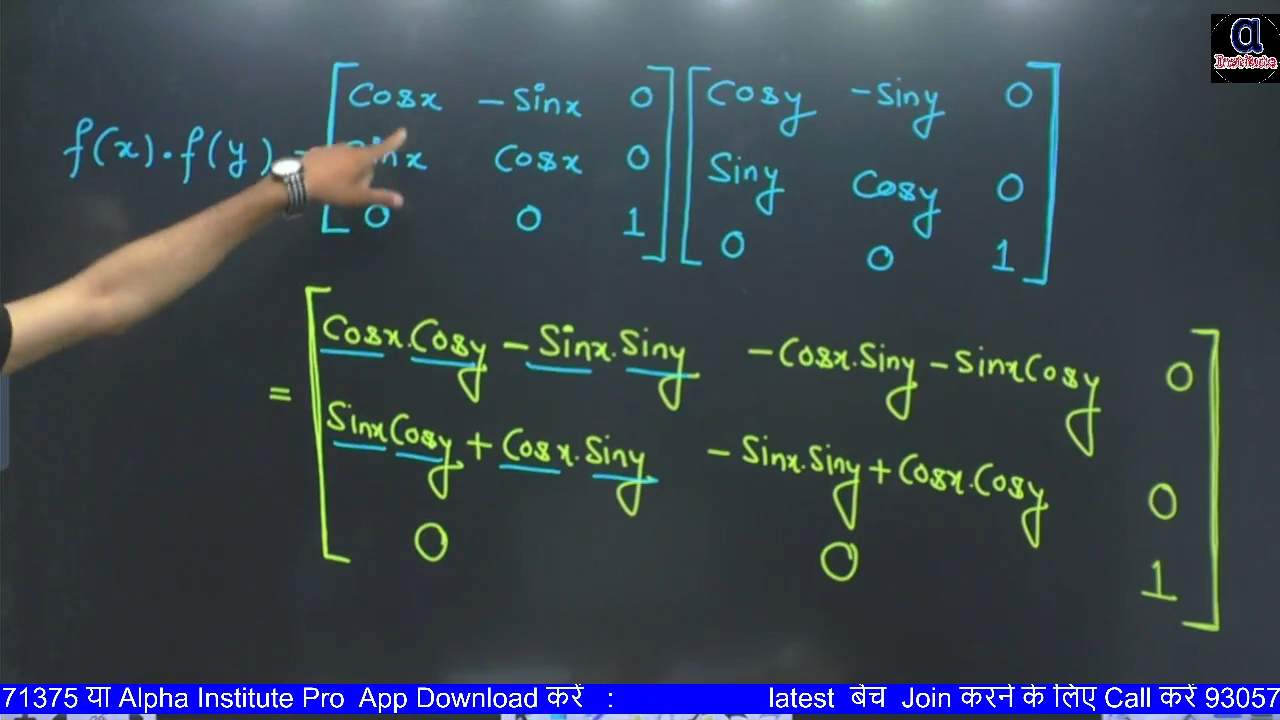 a
Institute
cosx - sinx 0 cosy - siny 0
f(x).f(y) = sinx cosx 0 siny cosy 0
0 0 1 0 0 1
= cosx.cosy - sinx.siny -cosx.siny - sinxcosy 0
sinxcosy + cosx.siny - sinx.siny + cosx.cosy 0
0 0 1
71375 या Alpha Institute Pro App Download करें : latest बैच Join करने के लिए Call करें 93057